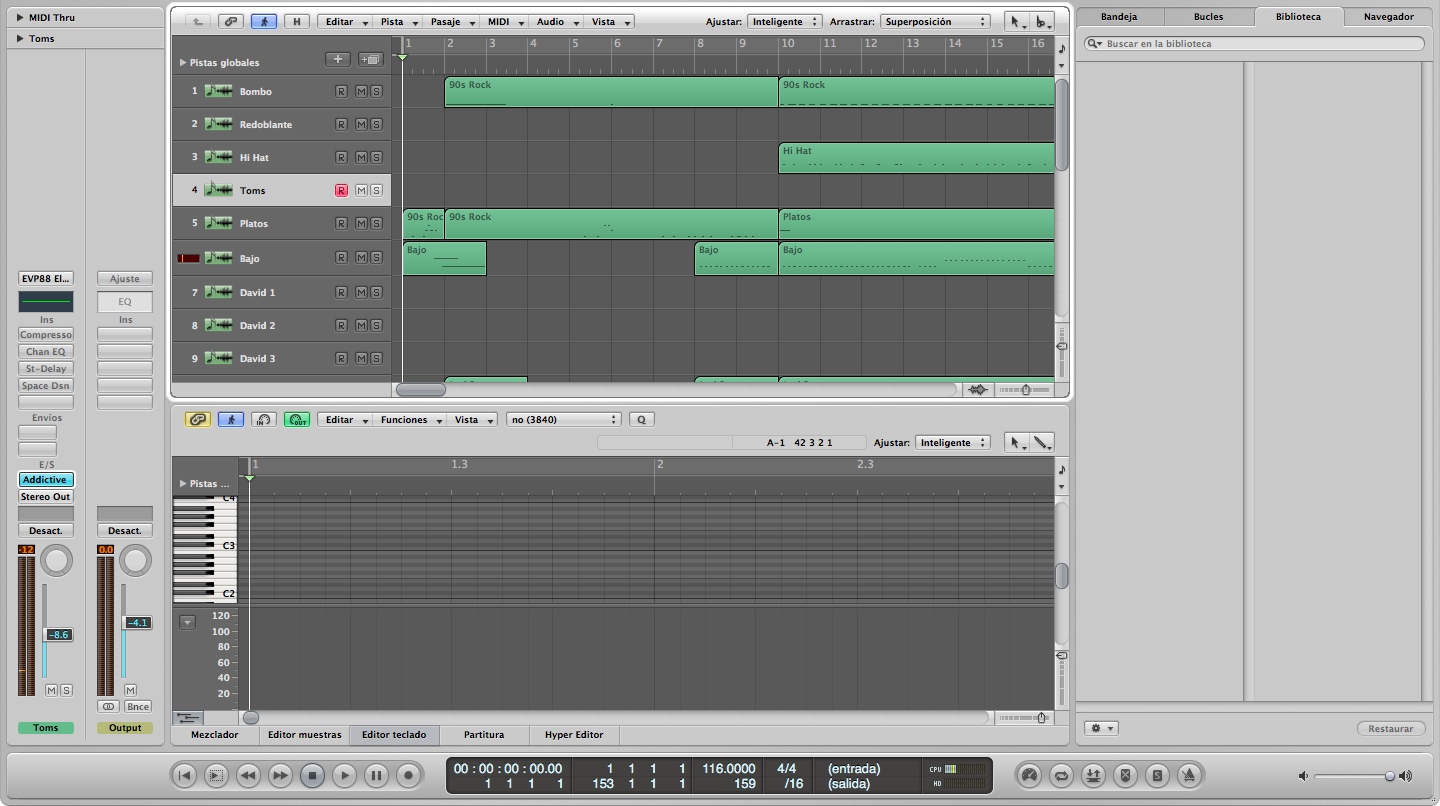 MIDI Thru
Toms
EVP88 El...
Ajuste
EQ
Ins
Ins
Compresso
Chan EQ
St-Delay
Space Dsn
Envíos
E/S
Addictive
Stereo Out
Desact.
Desact.
-12
0.0
-8.6
-4.1
M S
M
Bnce
Toms
Output
H
Editar
Pista
Pasaje
MIDI
Audio
Vista
Ajustar: Inteligente
Arrastrar: Superposición
1 2 3 4 5 6 7 8 9 10 11 12 13 14 15 16
Pistas globales
1 Bombo R M S
90s Rock
90s Rock
2 Redoblante R M S
3 Hi Hat R M S
Hi Hat
4 Toms R M S
5 Platos R M S
90s Roc
90s Rock
Platos
Bajo R M S
Bajo
Bajo
Bajo
7 David 1 R M S
8 David 2 R M S
9 David 3 R M S
IN
OUT
Editar
Funciones
Vista
no (3840)
Q
A-1 42 3 2 1
Ajustar: Inteligente
1 1.3 2 2.3
Pistas ...
C4
C3
C2
120
100
80
60
40
20
Mezclador
Editor muestras
Editor teclado
Partitura
Hyper Editor
00 : 00 : 00 : 00.00
1 1 1 1
1 1 1 1
153 1 1 1
116.0000
159
4/4
/16
(entrada)
(salida)
CPU
HD
S
Bandeja
Bucles
Biblioteca
Navegador
Buscar en la biblioteca
Restaurar